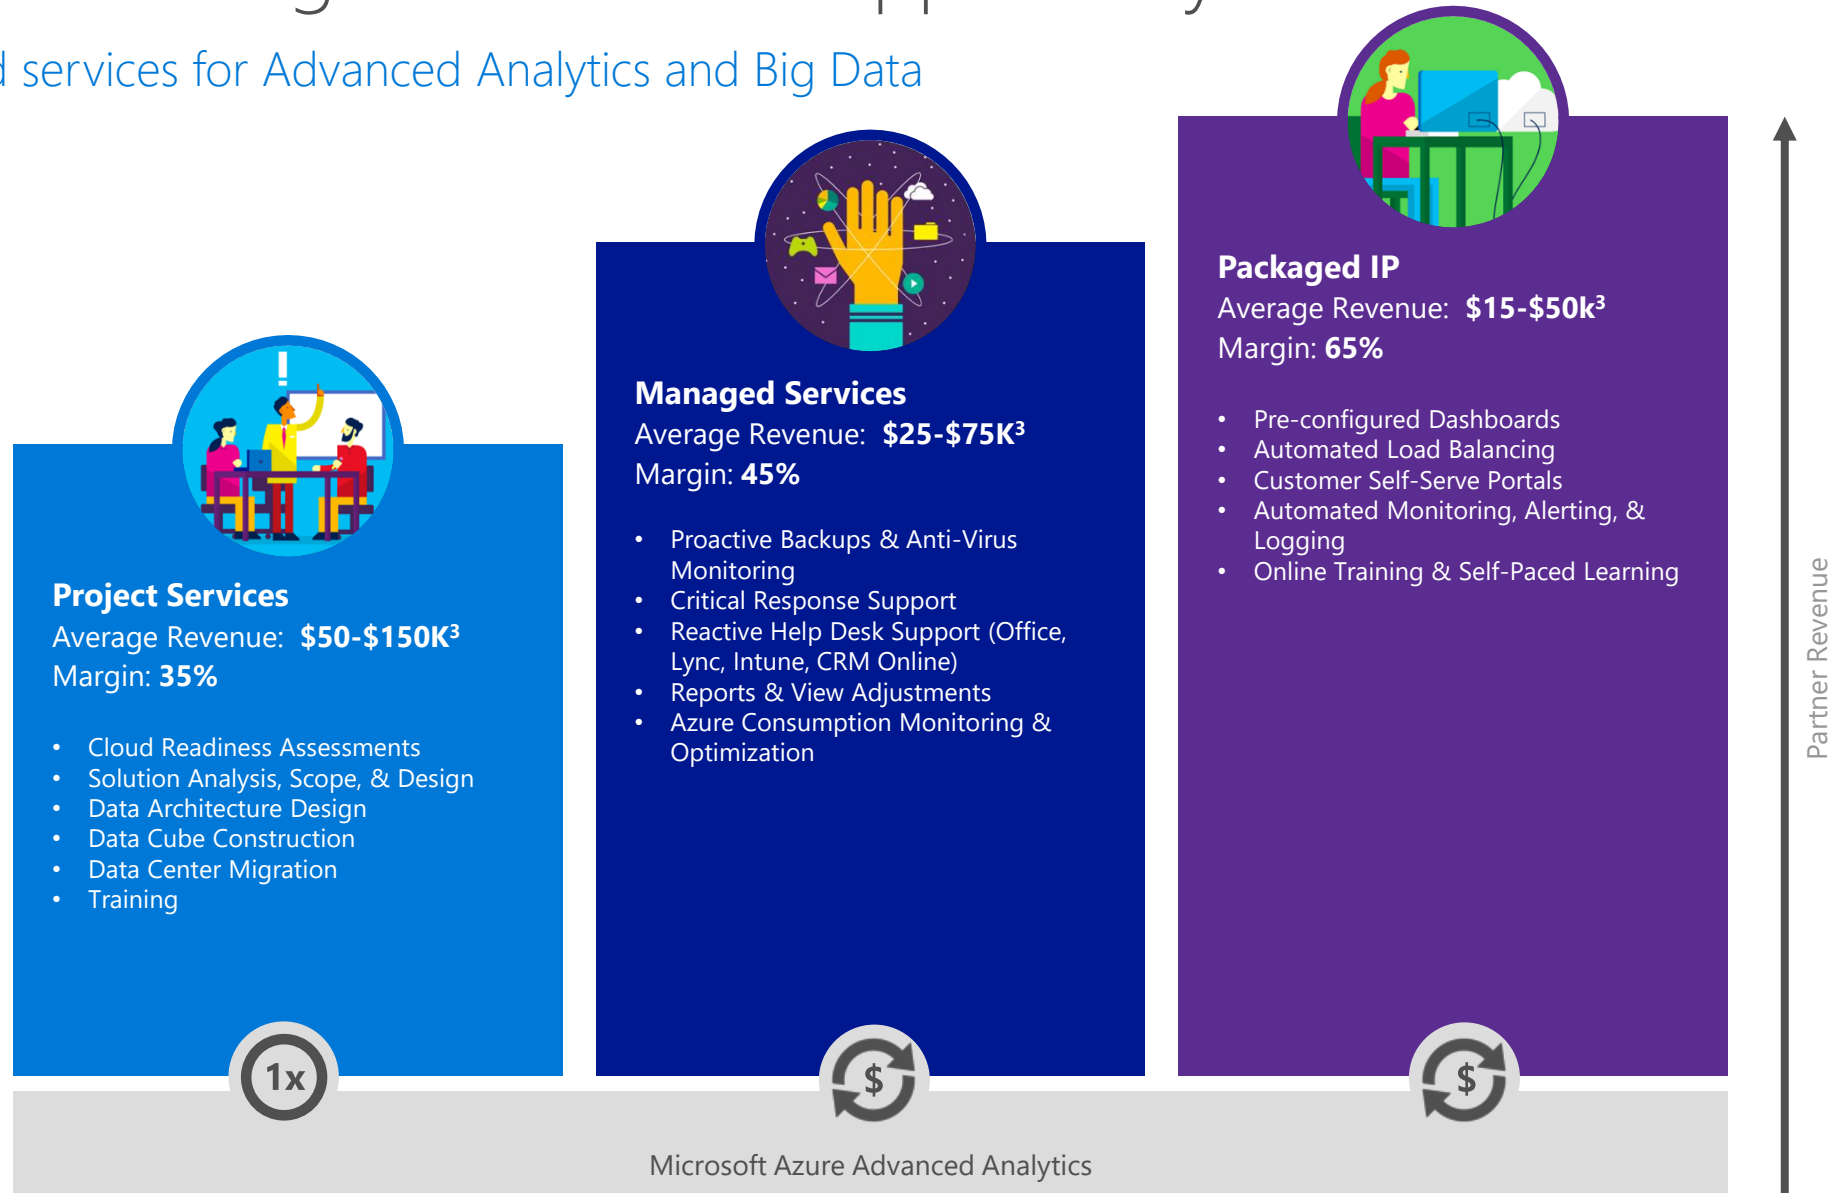 d services for Advanced Analytics and Big Data
Project Services
Average Revenue: $50-$150K³
Margin: 35%
• Cloud Readiness Assessments
• Solution Analysis, Scope, & Design
• Data Architecture Design
• Data Cube Construction
• Data Center Migration
• Training
1x
Managed Services
Average Revenue: $25-$75K³
Margin: 45%
• Proactive Backups & Anti-Virus
Monitoring
• Critical Response Support
• Reactive Help Desk Support (Office,
Lync, Intune, CRM Online)
• Reports & View Adjustments
• Azure Consumption Monitoring &
Optimization
$
Packaged IP
Average Revenue: $15-$50k³
Margin: 65%
• Pre-configured Dashboards
• Automated Load Balancing
• Customer Self-Serve Portals
• Automated Monitoring, Alerting, &
Logging
• Online Training & Self-Paced Learning
$
Partner Revenue
Microsoft Azure Advanced Analytics